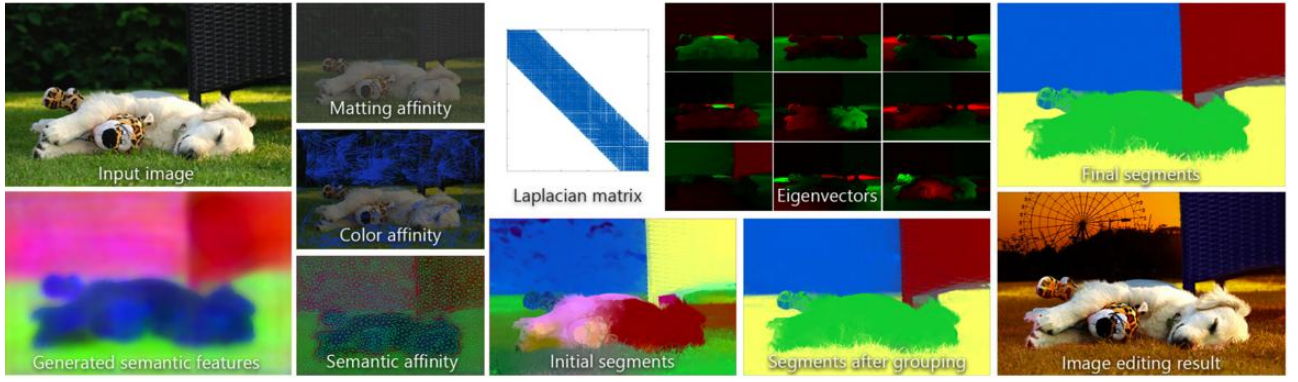 Input image
Generated semantic features
Matting affinity
Color affinity
Semantic affinity
Laplacian matrix
Eigenvectors
Initial segments
Segments after grouping
Final segments
Image editing result